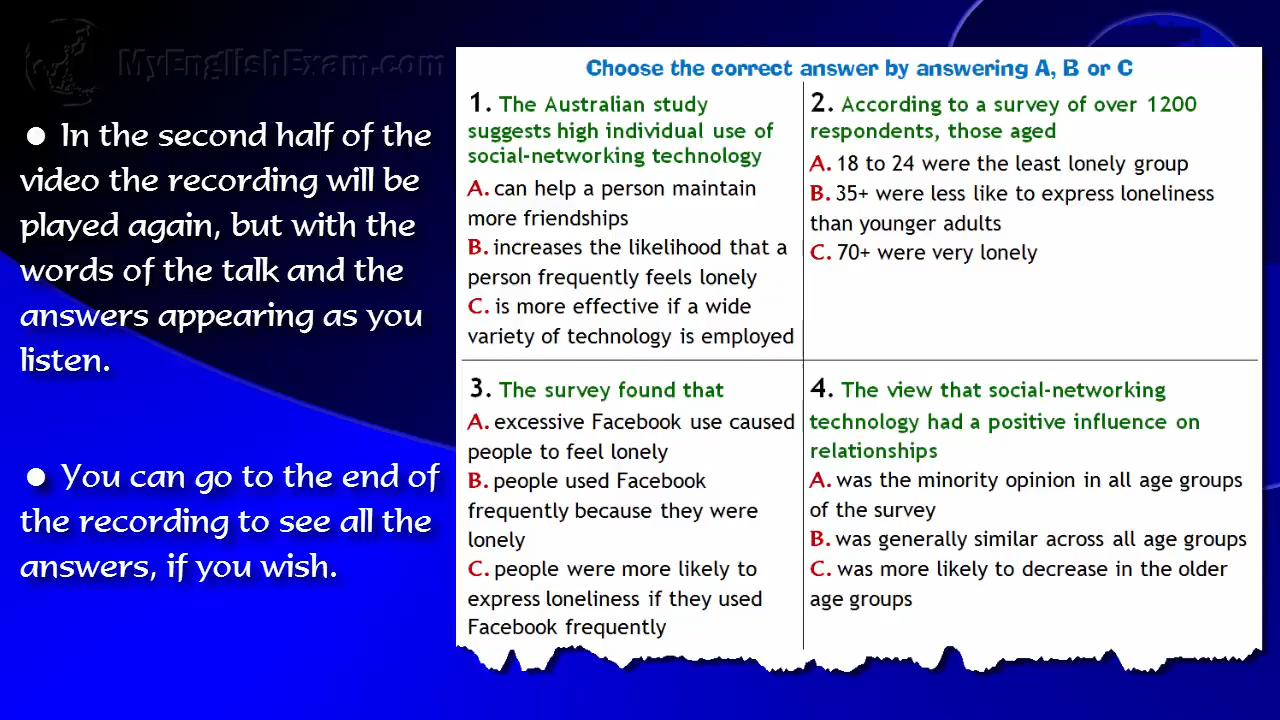 MyEnglishExam.com
● In the second half of the
video the recording will be
played again, but with the
words of the talk and the
answers appearing as you
listen.
● You can go to the end of
the recording to see all the
answers, if you wish.
Choose the correct answer by answering A, B or C
1. The Australian study
suggests high individual use of
social-networking technology
A. can help a person maintain
more friendships
B. increases the likelihood that a
person frequently feels lonely
C. is more effective if a wide
variety of technology is employed
2. According to a survey of over 1200
respondents, those aged
A. 18 to 24 were the least lonely group
B. 35+ were less like to express loneliness
than younger adults
C. 70+ were very lonely
3. The survey found that
A. excessive Facebook use caused
people to feel lonely
B. people used Facebook
frequently because they were
lonely
C. people were more likely to
express loneliness if they used
Facebook frequently
4. The view that social-networking
technology had a positive influence on
relationships
A. was the minority opinion in all age groups
of the survey
B. was generally similar across all age groups
C. was more likely to decrease in the older
age groups